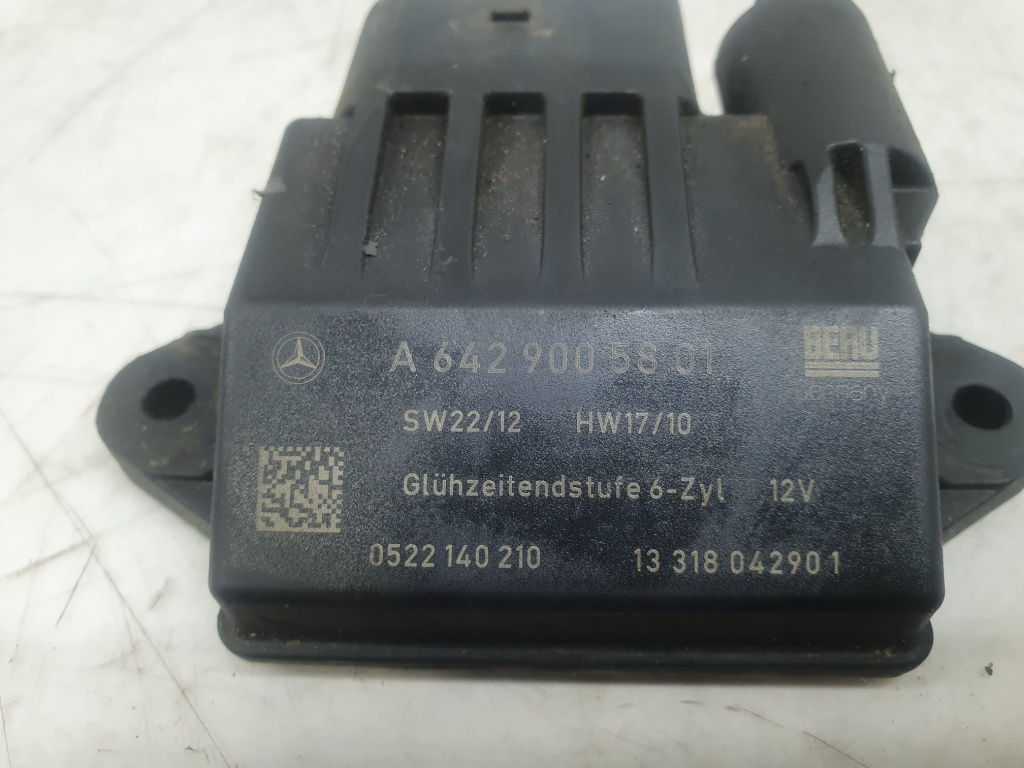 A 642 900 58 01
BERU
Germany
SW22/12 HW17/10
Glühzeitendstufe 6-Zyl 12V
0522 140 210 13 318 042901